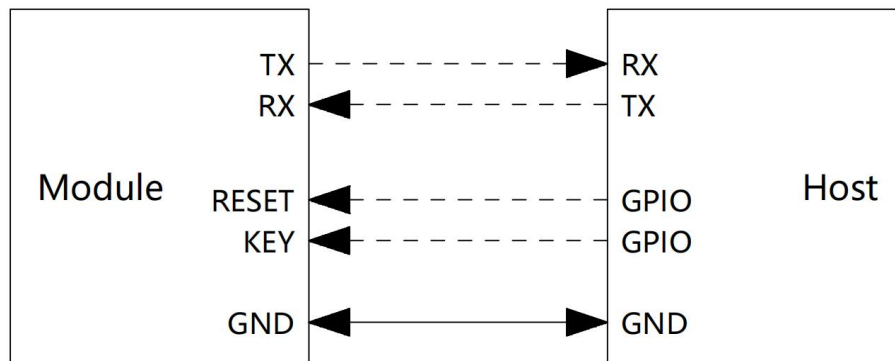 TX RX
RX TX
Module Host
RESET GPIO
KEY GPIO
GND GND